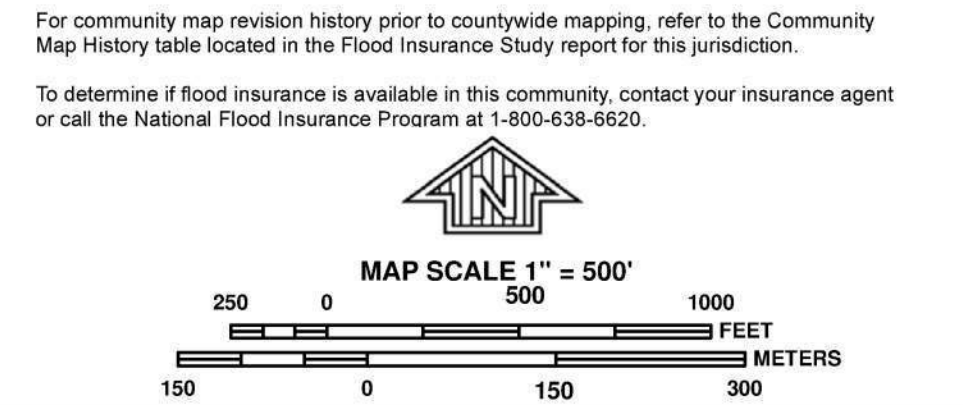 For community map revision history prior to countywide mapping, refer to the Community
Map History table located in the Flood Insurance Study report for this jurisdiction.
To determine if flood insurance is available in this community, contact your insurance agent
or call the National Flood Insurance Program at 1-800-638-6620.
N
MAP SCALE 1" = 500'
250 0 500 1000
FEET
METERS
150 0 150 300